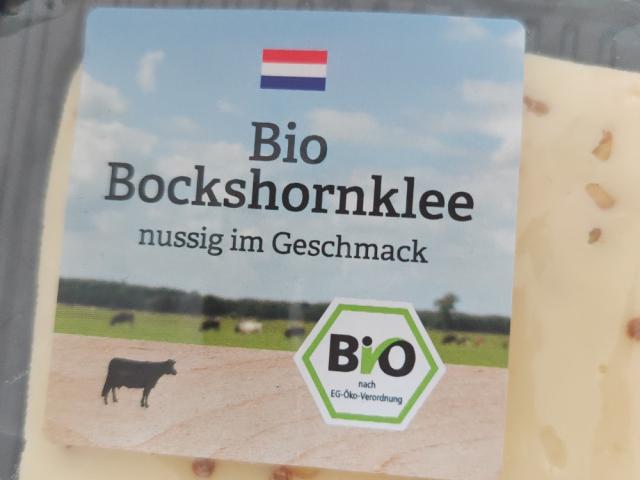 Bio
Bockshornklee
nussig im Geschmack
BiO
nach
EG-Öko-Verordnung